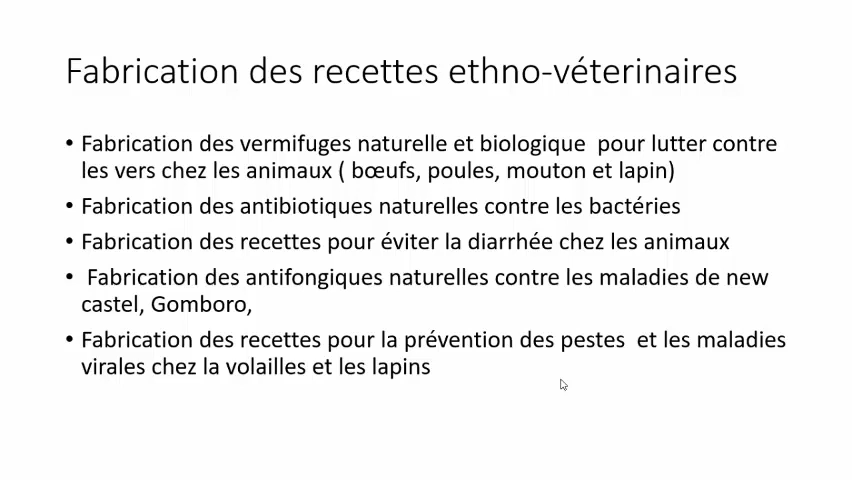 Fabrication des recettes ethno-véterinaires
• Fabrication des vermifuges naturelle et biologique pour lutter contre
les vers chez les animaux ( bœufs, poules, mouton et lapin)
• Fabrication des antibiotiques naturelles contre les bactéries
• Fabrication des recettes pour éviter la diarrhée chez les animaux
• Fabrication des antifongiques naturelles contre les maladies de new
castel, Gomboro,
• Fabrication des recettes pour la prévention des pestes et les maladies
virales chez la volailles et les lapins